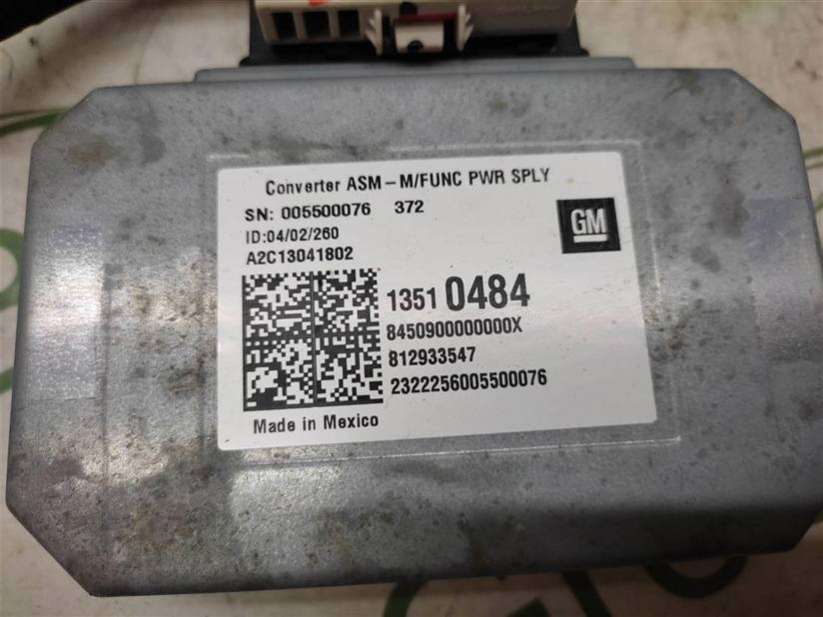 Converter ASM – M/FUNC PWR SPLY
SN: 005500076 372
ID:04/02/260
A2C13041802
GM
1351 0484
8450900000000X
812933547
2322256005500076
Made in Mexico